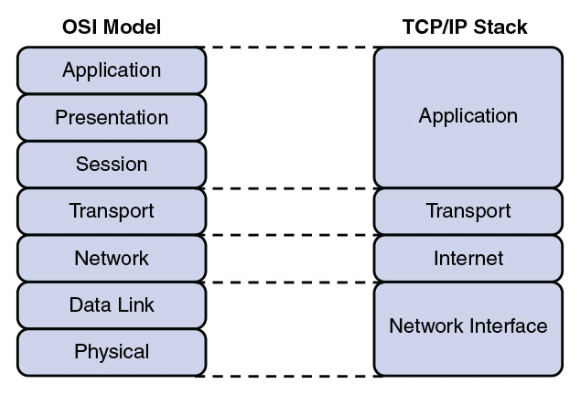 OSI Model
TCP/IP Stack
Application
Presentation
Session
Transport
Network
Data Link
Physical
Application
Transport
Internet
Network Interface